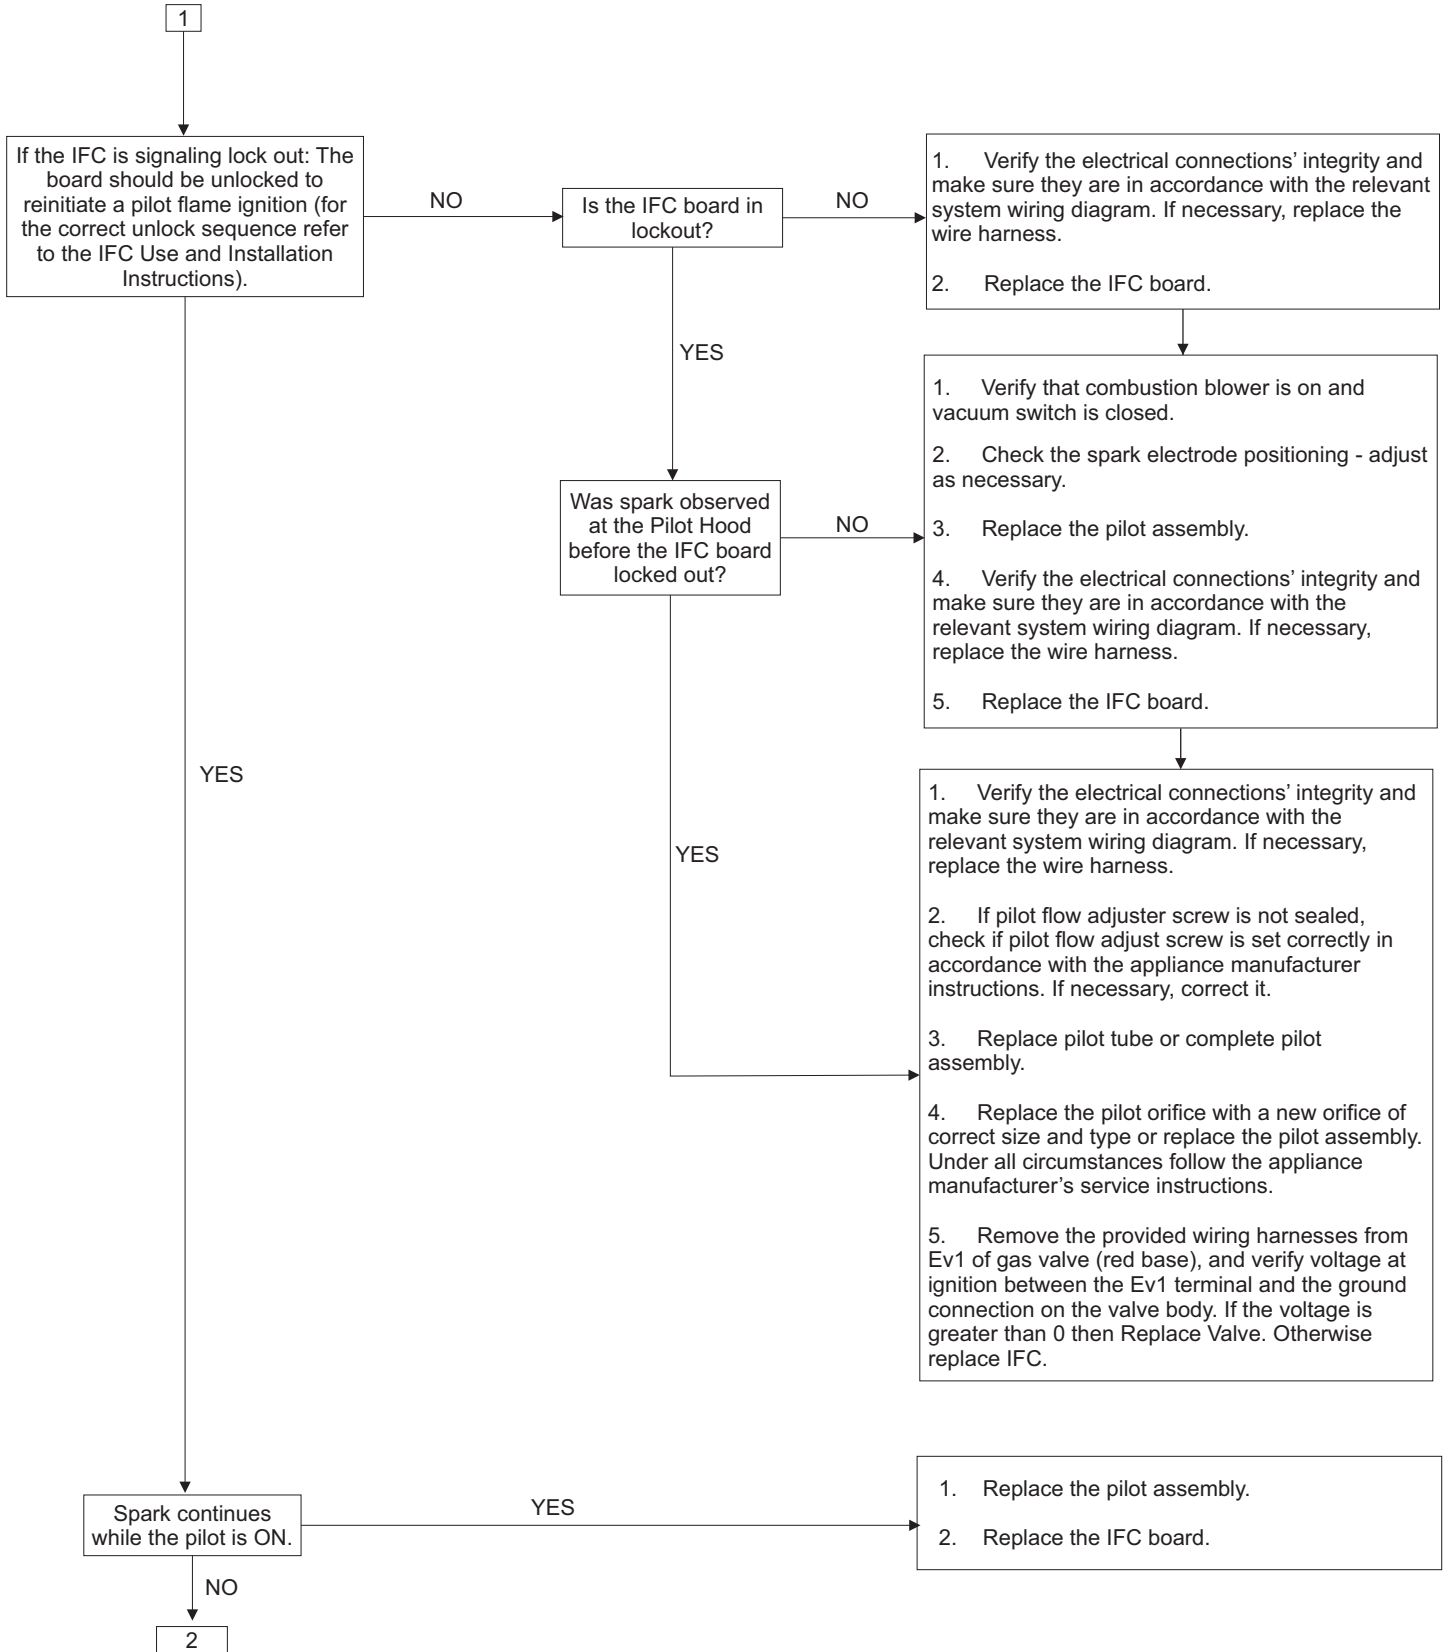 1
If the IFC is signaling lock out: The
board should be unlocked to
reinitiate a pilot flame ignition (for
the correct unlock sequence refer
to the IFC Use and Installation
Instructions).
NO
Is the IFC board in
lockout?
NO
1. Verify the electrical connections’ integrity and
make sure they are in accordance with the relevant
system wiring diagram. If necessary, replace the
wire harness.
2. Replace the IFC board.
YES
1. Verify that combustion blower is on and
vacuum switch is closed.
2. Check the spark electrode positioning - adjust
as necessary.
3. Replace the pilot assembly.
4. Verify the electrical connections’ integrity and
make sure they are in accordance with the
relevant system wiring diagram. If necessary,
replace the wire harness.
5. Replace the IFC board.
Was spark observed
at the Pilot Hood
before the IFC board
locked out?
NO
YES
YES
1. Verify the electrical connections’ integrity and
make sure they are in accordance with the
relevant system wiring diagram. If necessary,
replace the wire harness.
2. If pilot flow adjuster screw is not sealed,
check if pilot flow adjust screw is set correctly in
accordance with the appliance manufacturer
instructions. If necessary, correct it.
3. Replace pilot tube or complete pilot
assembly.
4. Replace the pilot orifice with a new orifice of
correct size and type or replace the pilot assembly.
Under all circumstances follow the appliance
manufacturer’s service instructions.
5. Remove the provided wiring harnesses from
Ev1 of gas valve (red base), and verify voltage at
ignition between the Ev1 terminal and the ground
connection on the valve body. If the voltage is
greater than 0 then Replace Valve. Otherwise
replace IFC.
Spark continues
while the pilot is ON.
YES
1. Replace the pilot assembly.
2. Replace the IFC board.
NO
2